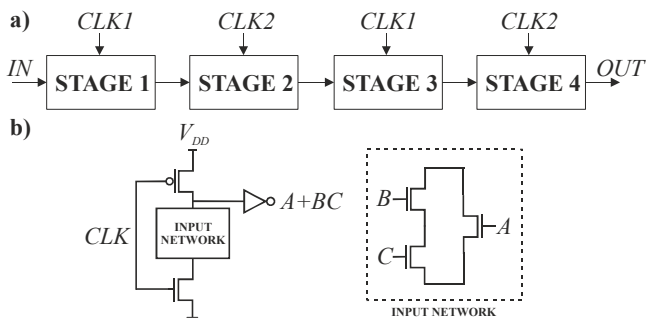 a) CLK1 CLK2 CLK1 CLK2
IN STAGE 1 STAGE 2 STAGE 3 STAGE 4 OUT
b)
V_DD
A+BC
INPUT
NETWORK
CLK
B
A
C
INPUT NETWORK